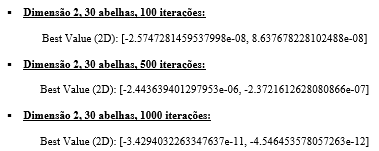 ▪ Dimensão 2, 30 abelhas, 100 iterações:
Best Value (2D): [-2.5747281459537998e-08, 8.637678228102488e-08]
▪ Dimensão 2, 30 abelhas, 500 iterações:
Best Value (2D): [-2.443639401297953e-06, -2.3721612628080866e-07]
▪ Dimensão 2, 30 abelhas, 1000 iterações:
Best Value (2D): [-3.4294032263347637e-11, -4.546453578057263e-12]